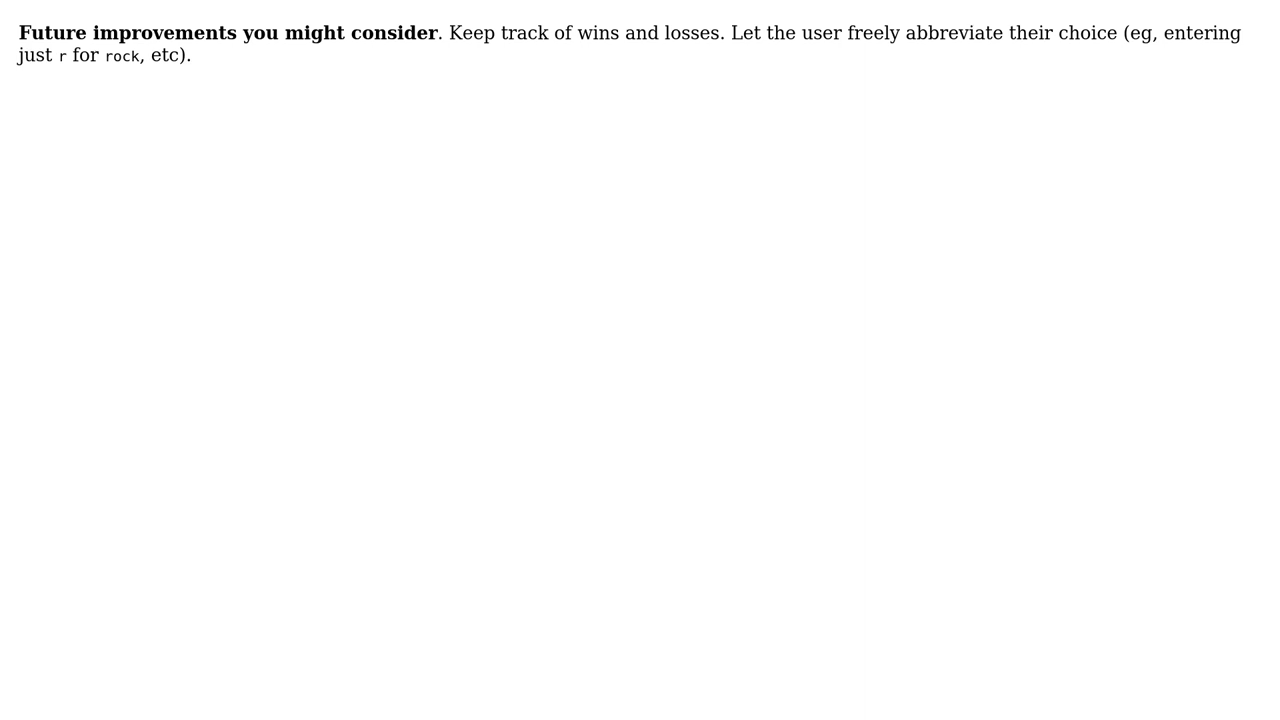 Future improvements you might consider. Keep track of wins and losses. Let the user freely abbreviate their choice (eg, entering
just r for rock, etc).